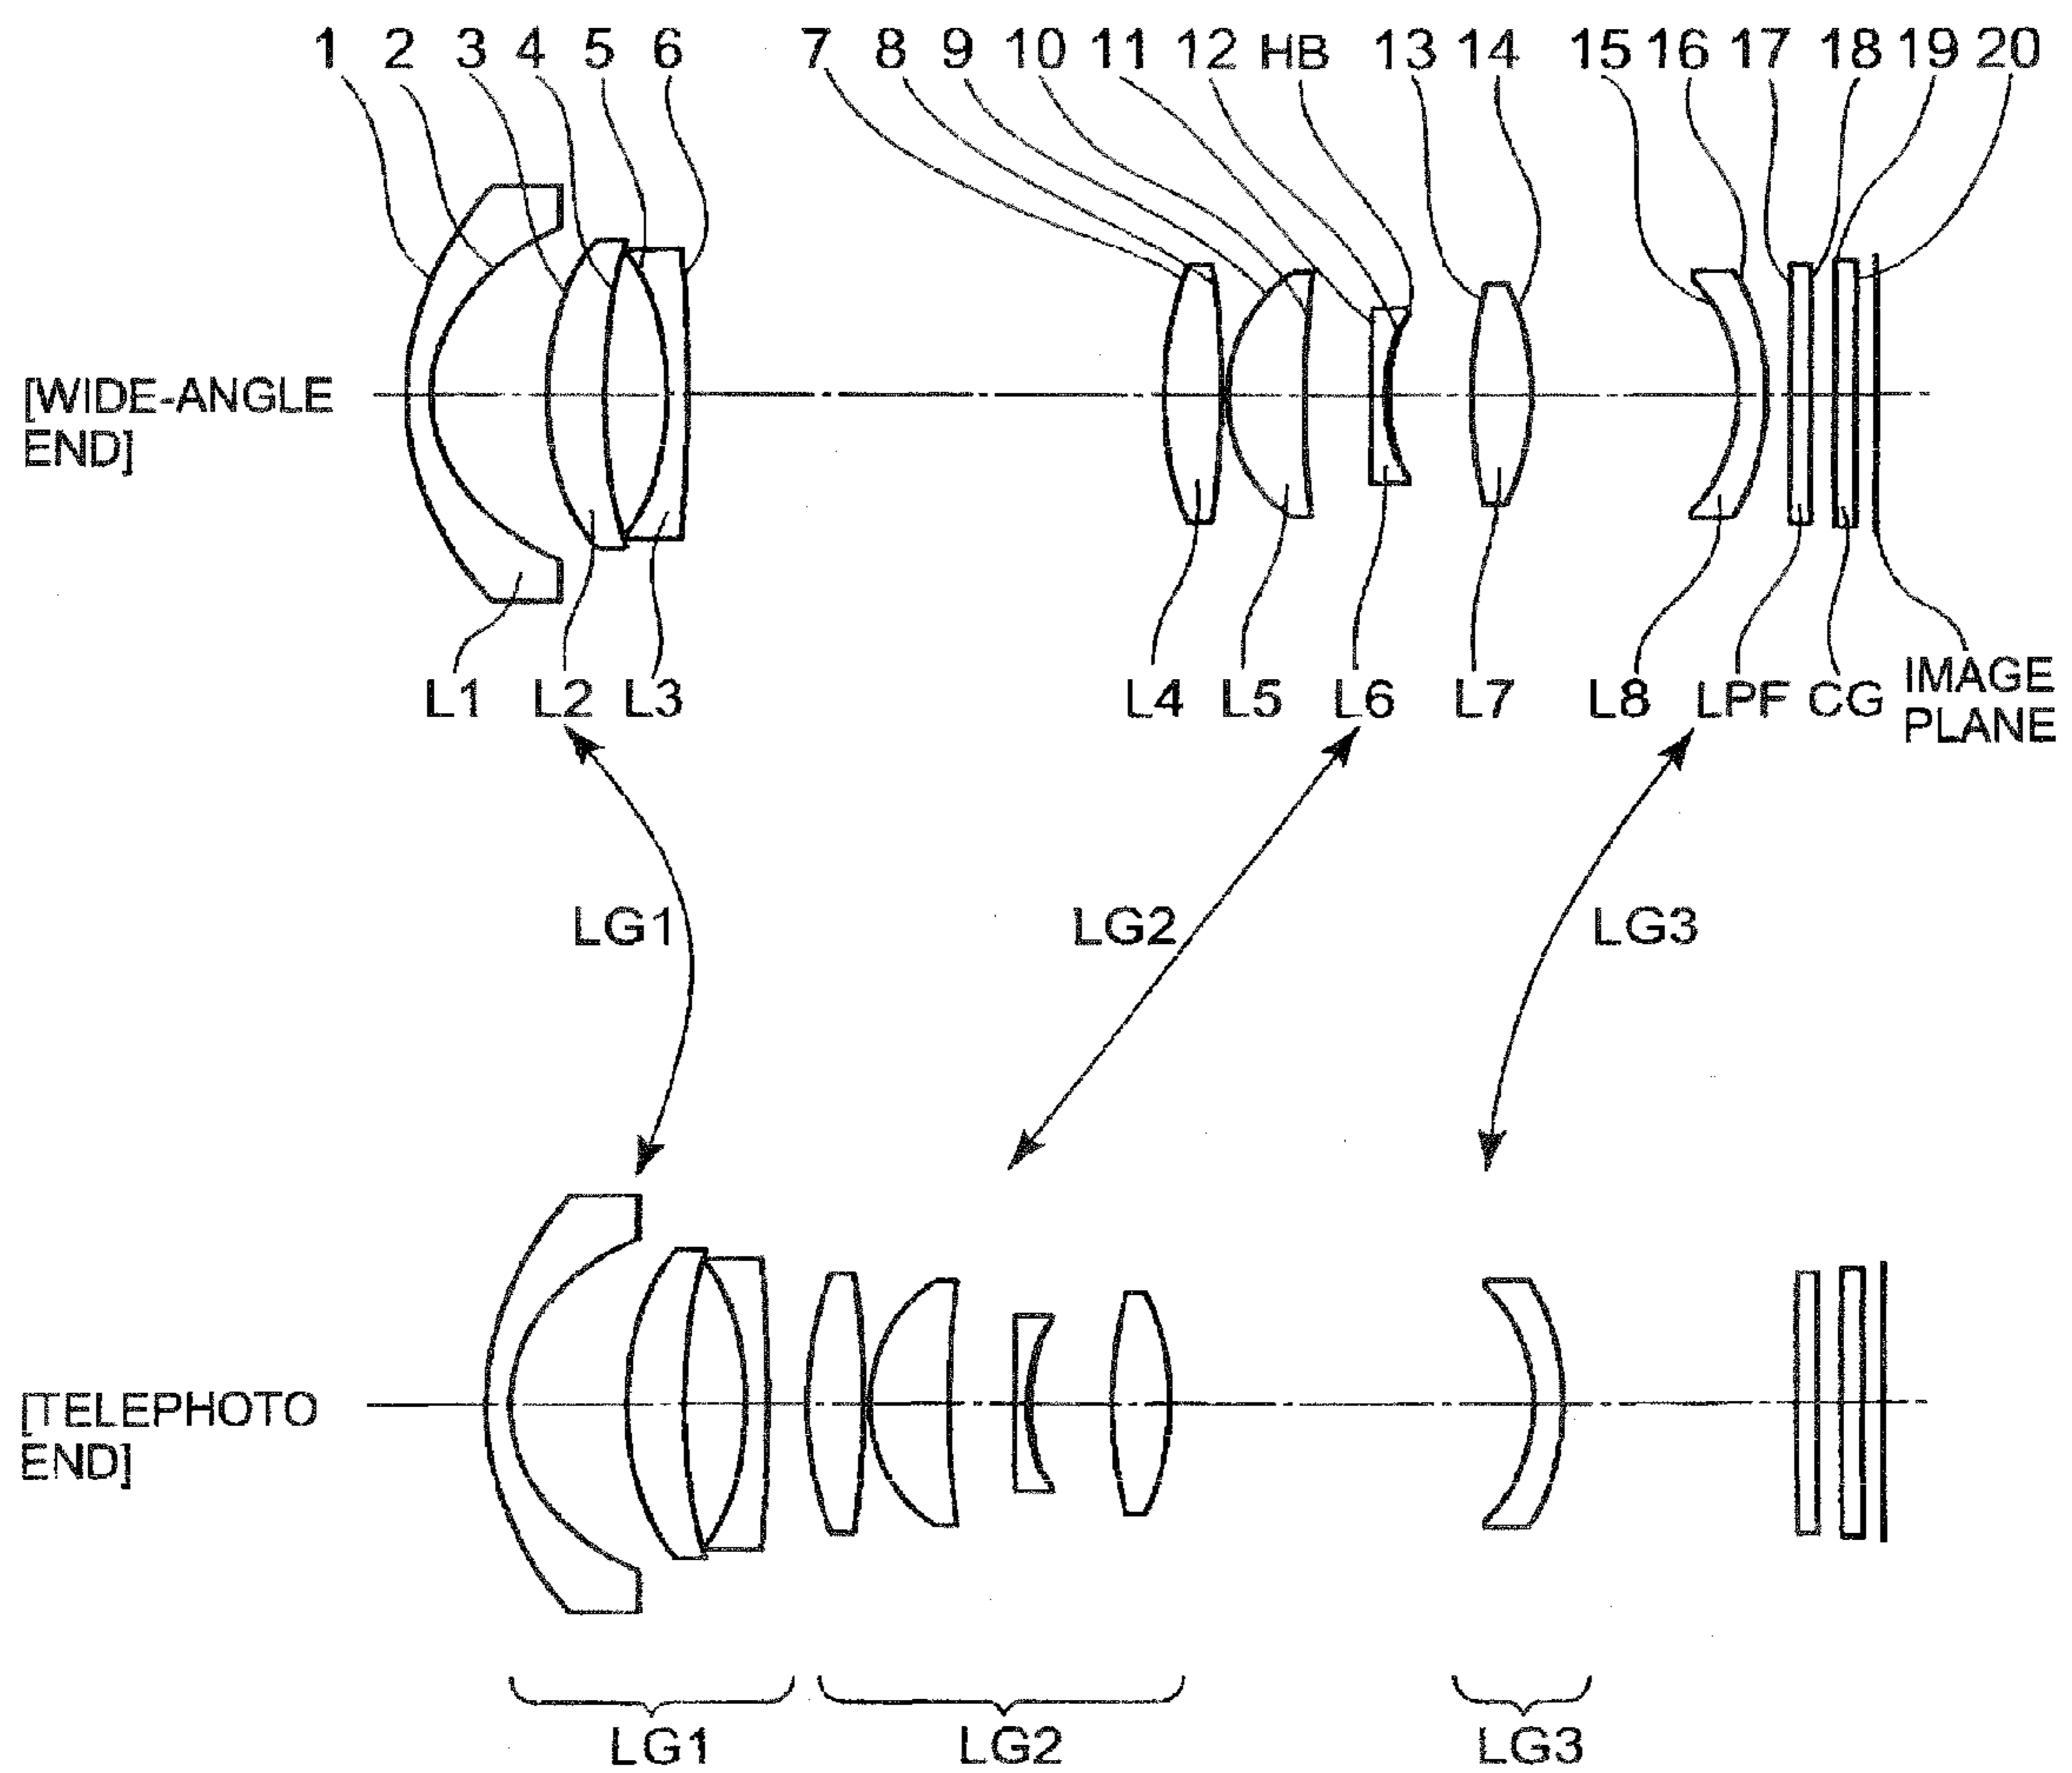 1 2 3 4 5 6 7 8 9 10 11 12 HB 13 14 15 16 17 18 19 20
[WIDE-ANGLE
END]
L1 L2 L3 L4 L5 L6 L7 L8 LPF CG IMAGE
PLANE
LG1 LG2 LG3
[TELEPHOTO
END]
LG1 LG2 LG3